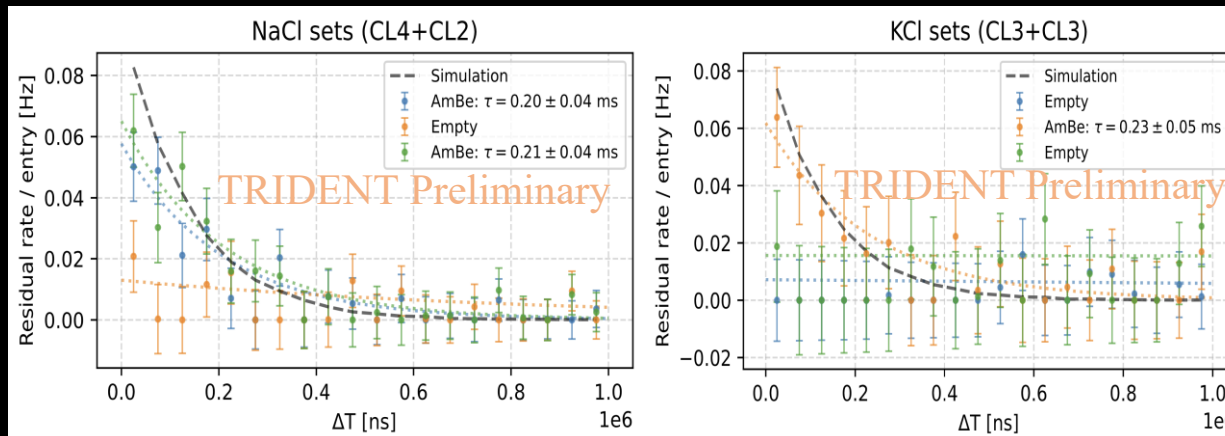 NaCl sets (CL4+CL2)
Residual rate / entry [Hz]
0.08
0.06
0.04
0.02
0.00
Simulation
AmBe: τ = 0.20 ± 0.04 ms
Empty
AmBe: τ = 0.21 ± 0.04 ms
TRIDENT Preliminary
0.0 0.2 0.4 0.6 0.8 1.0
1e6
ΔT [ns]
KCl sets (CL3+CL3)
Residual rate / entry [Hz]
0.08
0.06
0.04
0.02
0.00
−0.02
Simulation
Empty
AmBe: τ = 0.23 ± 0.05 ms
Empty
TRIDENT Preliminary
0.0 0.2 0.4 0.6 0.8 1.0
1e
ΔT [ns]